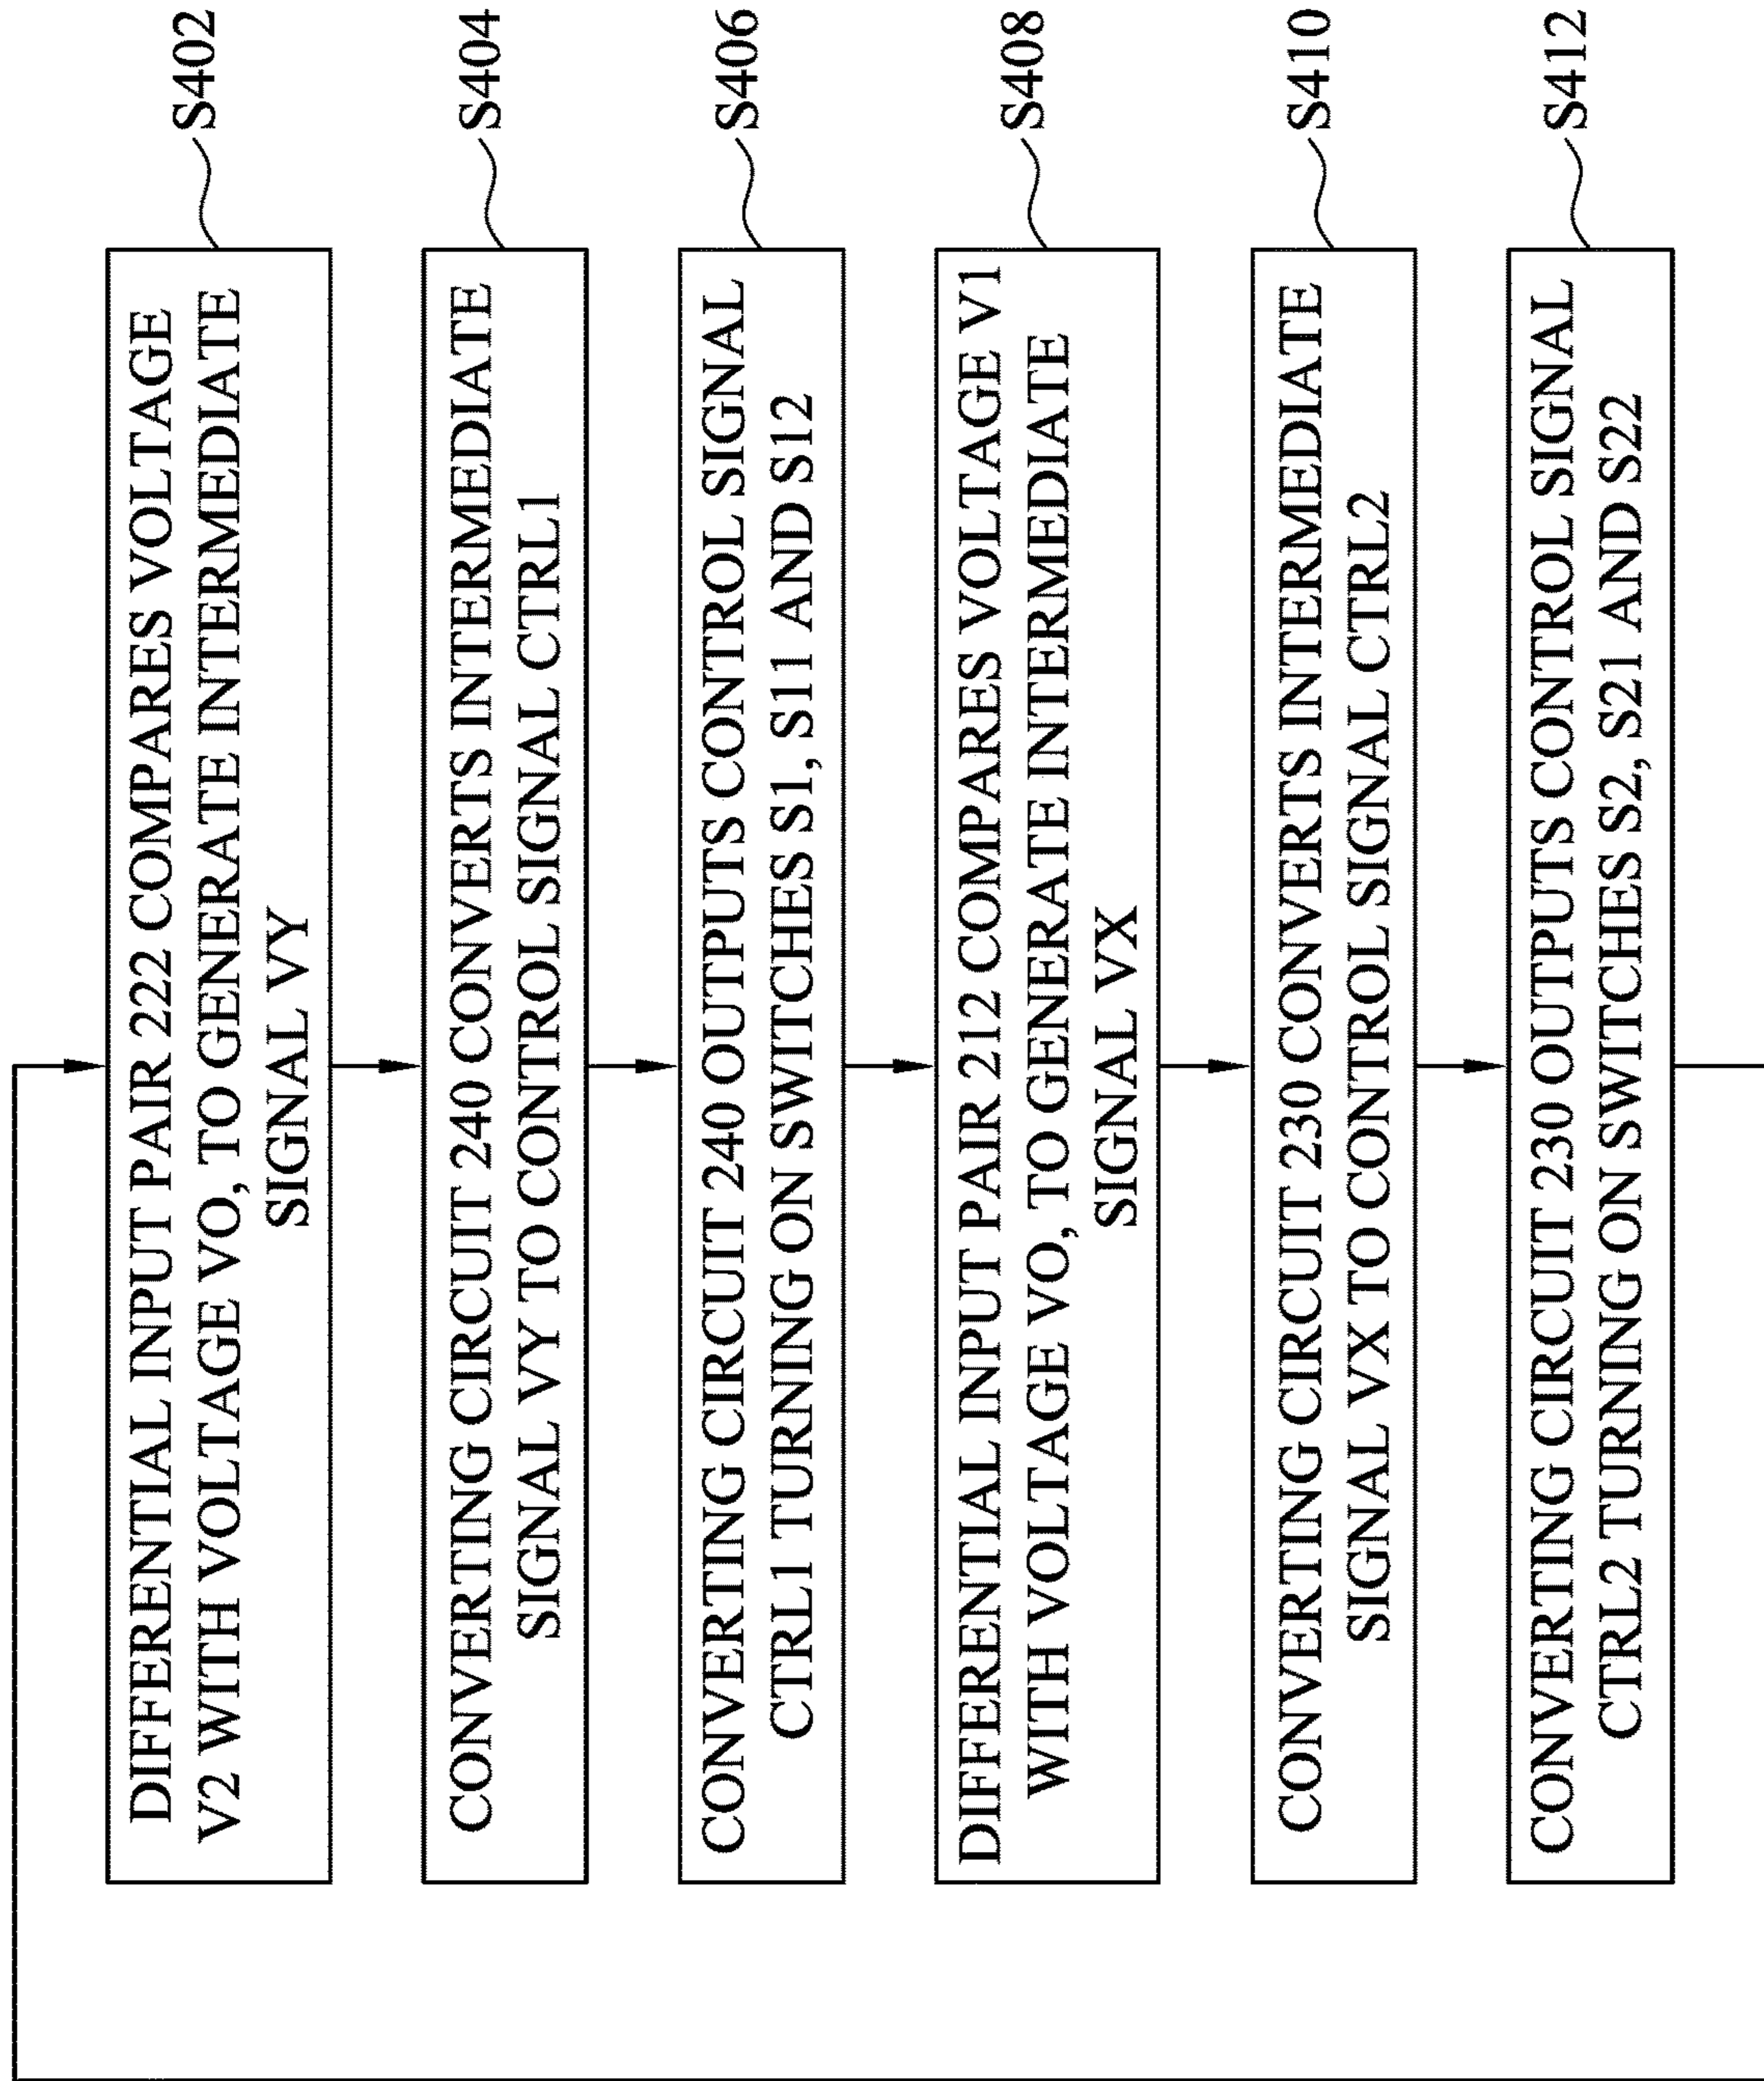 DIFFERENTIAL INPUT PAIR 222 COMPARES VOLTAGE
V2 WITH VOLTAGE VO, TO GENERATE INTERMEDIATE
SIGNAL VY
S402
CONVERTING CIRCUIT 240 CONVERTS INTERMEDIATE
SIGNAL VY TO CONTROL SIGNAL CTRL1
S404
CONVERTING CIRCUIT 240 OUTPUTS CONTROL SIGNAL
CTRL1 TURNING ON SWITCHES S1, S11 AND S12
S406
DIFFERENTIAL INPUT PAIR 212 COMPARES VOLTAGE V1
WITH VOLTAGE VO, TO GENERATE INTERMEDIATE
SIGNAL VX
S408
CONVERTING CIRCUIT 230 CONVERTS INTERMEDIATE
SIGNAL VX TO CONTROL SIGNAL CTRL2
S410
CONVERTING CIRCUIT 230 OUTPUTS CONTROL SIGNAL
CTRL2 TURNING ON SWITCHES S2, S21 AND S22
S412